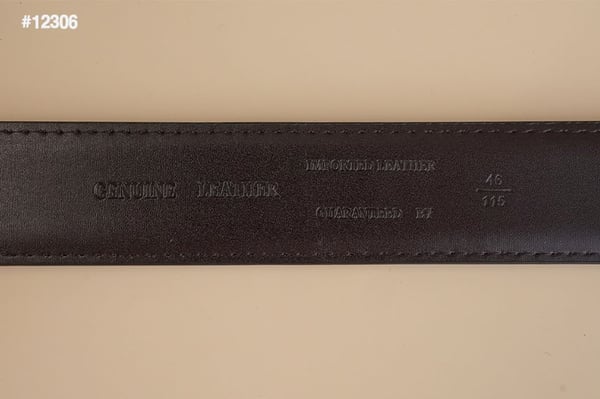 #12306
IMPORTED LEATHER
GENUINE LEATHER
GUARANTEED BY
46
115